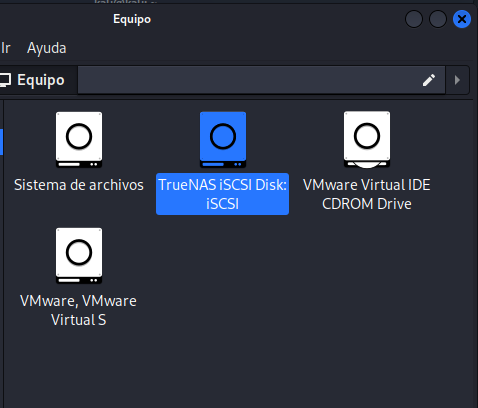 Equipo
Ir Ayuda
Equipo
Sistema de archivos
TrueNAS iSCSI Disk:
iSCSI
VMware Virtual IDE
CDROM Drive
VMware, VMware
Virtual S